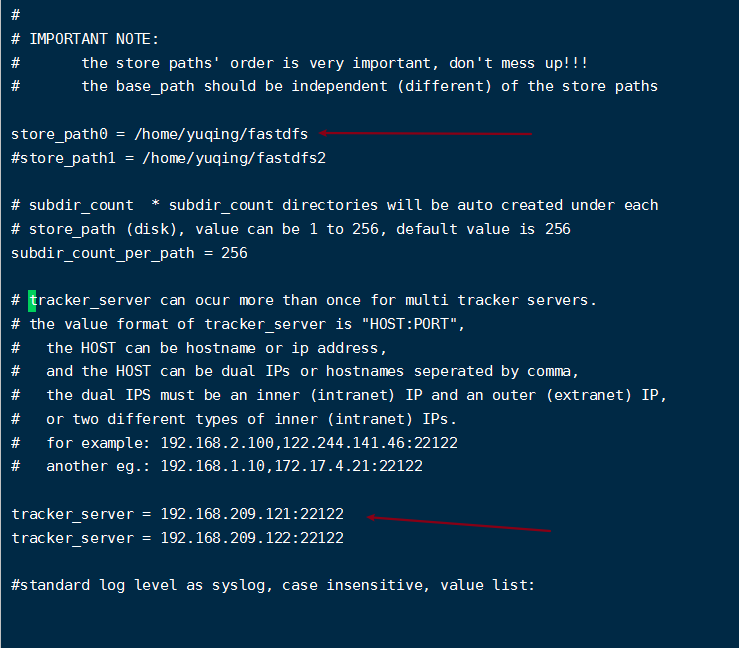 #
# IMPORTANT NOTE:
#       the store paths' order is very important, don't mess up!!!
#       the base_path should be independent (different) of the store paths
store_path0 = /home/yuqing/fastdfs
#store_path1 = /home/yuqing/fastdfs2
# subdir_count  * subdir_count directories will be auto created under each
# store_path (disk), value can be 1 to 256, default value is 256
subdir_count_per_path = 256
# tracker_server can ocur more than once for multi tracker servers.
# the value format of tracker_server is "HOST:PORT",
#   the HOST can be hostname or ip address,
#   and the HOST can be dual IPs or hostnames seperated by comma,
#   the dual IPS must be an inner (intranet) IP and an outer (extranet) IP,
#   or two different types of inner (intranet) IPs.
#   for example: 192.168.2.100,122.244.141.46:22122
#   another eg.: 192.168.1.10,172.17.4.21:22122
tracker_server = 192.168.209.121:22122
tracker_server = 192.168.209.122:22122
#standard log level as syslog, case insensitive, value list: